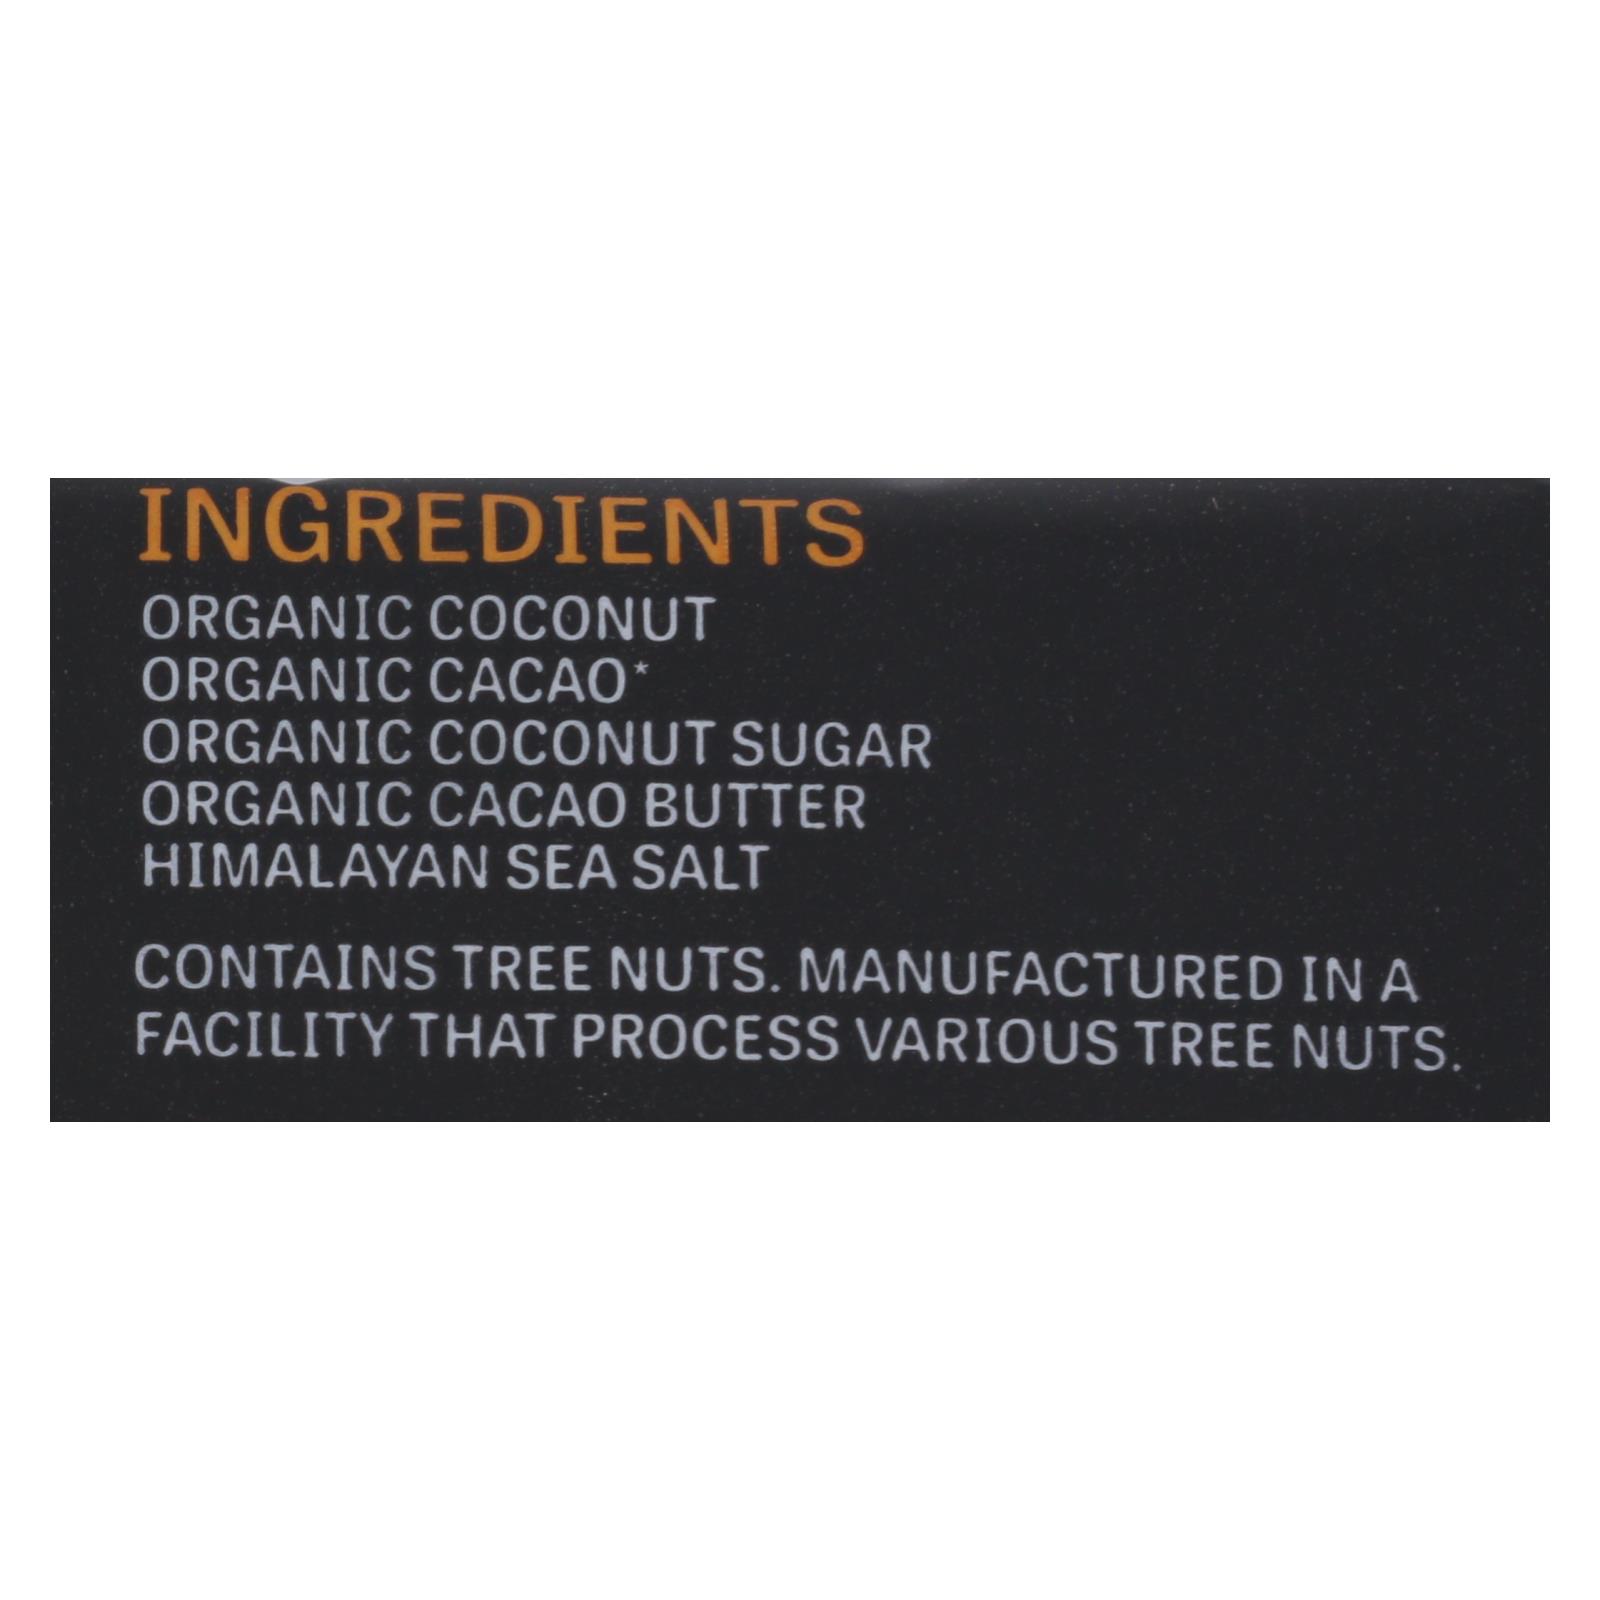 INGREDIENTS
ORGANIC COCONUT
ORGANIC CACAO*
ORGANIC COCONUT SUGAR
ORGANIC CACAO BUTTER
HIMALAYAN SEA SALT
CONTAINS TREE NUTS. MANUFACTURED IN A
FACILITY THAT PROCESS VARIOUS TREE NUTS.